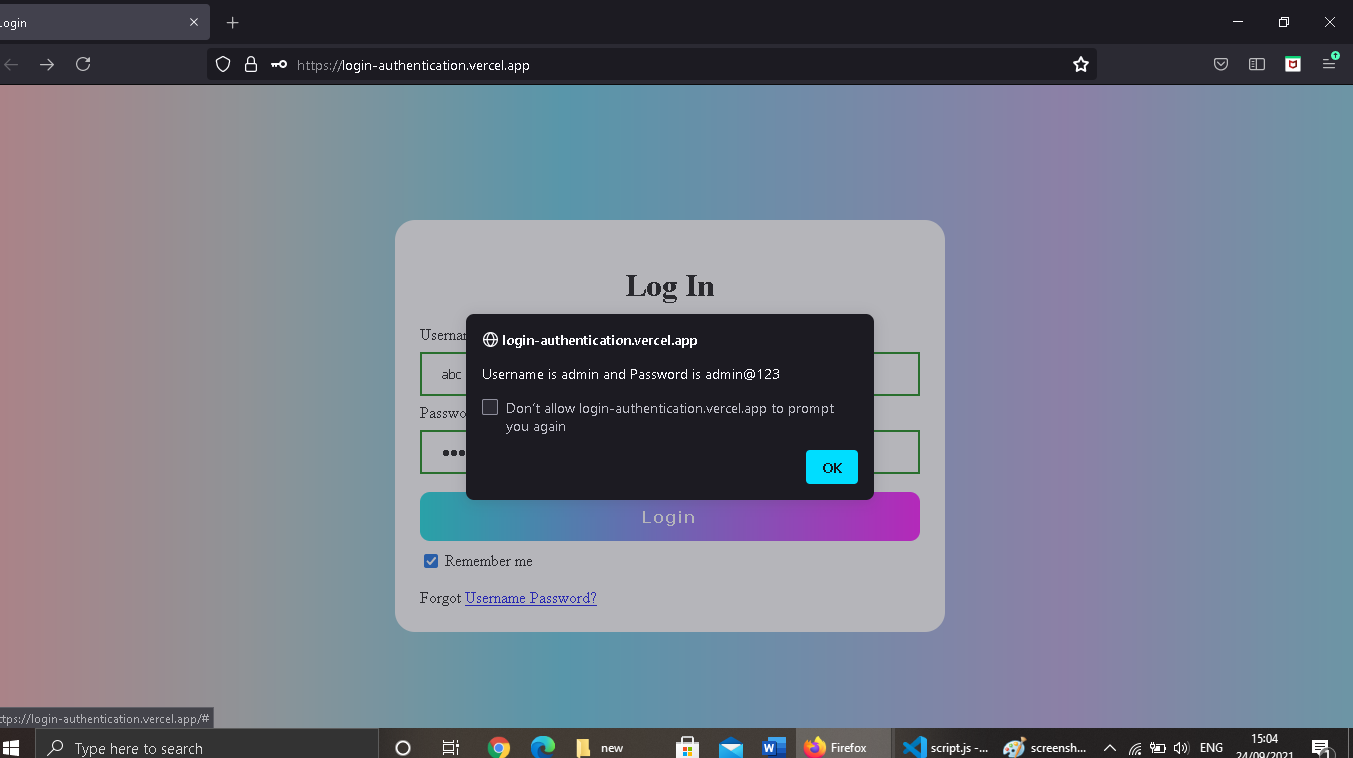 Login
https://login-authentication.vercel.app
Log In
login-authentication.vercel.app
Username is admin and Password is admin@123
abc
Don't allow login-authentication.vercel.app to prompt
you again
OK
Login
Remember me
Forgot Username Password?
ttps://login-authentication.vercel.app/#
Type here to search
new
Firefox
script.js -...
screensh...
ENG
15:04
24/09/2021